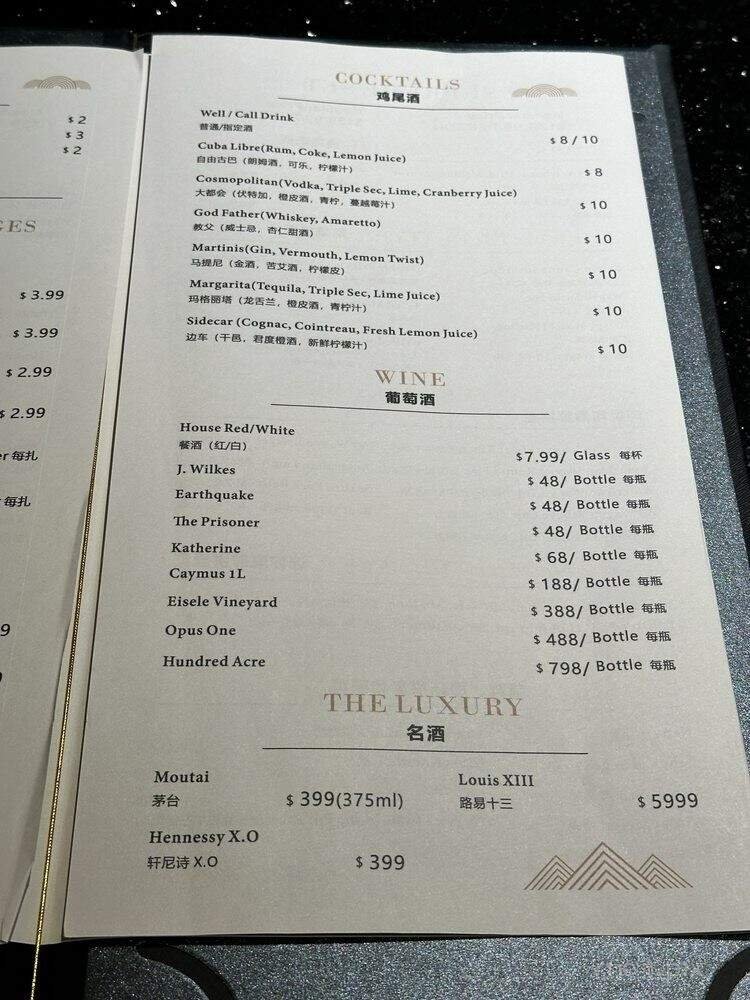 $ 2
$ 3
$ 2
GES
$ 3.99
$ 3.99
$ 2.99
$ 2.99
er 每扎
每扎
9
COCKTAILS
鸡尾酒
Well / Call Drink
普通/指定酒
$ 8 / 10
Cuba Libre(Rum, Coke, Lemon Juice)
自由古巴（朗姆酒，可乐，柠檬汁）
$ 8
Cosmopolitan(Vodka, Triple Sec, Lime, Cranberry Juice)
大都会（伏特加，橙皮酒，青柠，蔓越莓汁）
$ 10
God Father(Whiskey, Amaretto)
教父（威士忌，杏仁甜酒）
$ 10
Martinis(Gin, Vermouth, Lemon Twist)
马提尼（金酒，苦艾酒，柠檬皮）
$ 10
Margarita(Tequila, Triple Sec, Lime Juice)
玛格丽塔（龙舌兰，橙皮酒，青柠汁）
$ 10
Sidecar (Cognac, Cointreau, Fresh Lemon Juice)
边车（干邑，君度橙酒，新鲜柠檬汁）
$ 10
WINE
葡萄酒
House Red/White
餐酒（红/白）
$7.99/ Glass 每杯
J. Wilkes
$ 48/ Bottle 每瓶
Earthquake
$ 48/ Bottle 每瓶
The Prisoner
$ 48/ Bottle 每瓶
Katherine
$ 68/ Bottle 每瓶
Caymus 1L
$ 188/ Bottle 每瓶
Eisele Vineyard
$ 388/ Bottle 每瓶
Opus One
$ 488/ Bottle 每瓶
Hundred Acre
$ 798/ Bottle 每瓶
THE LUXURY
名酒
Moutai
茅台
$ 399(375ml)
Louis XIII
路易十三
$ 5999
Hennessy X.O
轩尼诗 X.O
$ 399